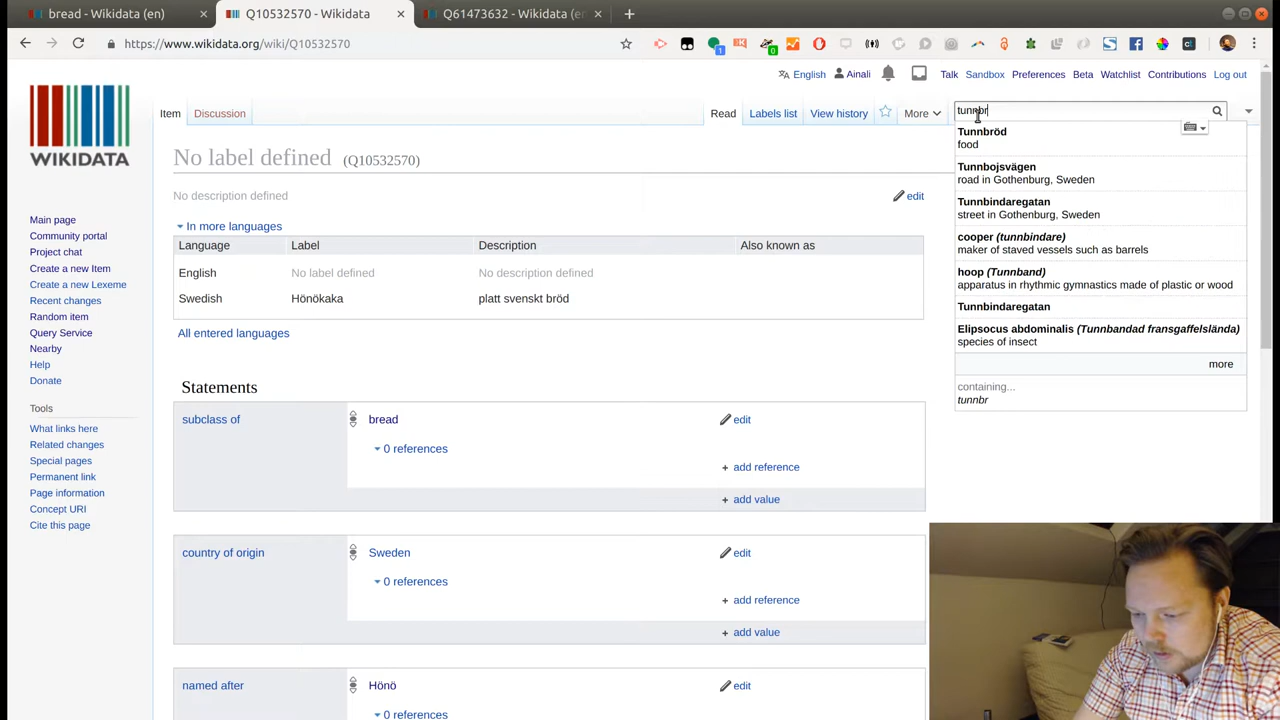 bread - Wikidata (en)
Q10532570 - Wikidata
Q61473632 - Wikidata (en
https://www.wikidata.org/wiki/Q10532570
1
0
English
Ainali
Talk
Sandbox
Preferences
Beta
Watchlist
Contributions
Log out
WIKIDATA
Item
Discussion
Read
Labels list
View history
More
tunnbr
Main page
Community portal
Project chat
Create a new Item
Create a new Lexeme
Recent changes
Random item
Query Service
Nearby
Help
Donate
Tools
What links here
Related changes
Special pages
Permanent link
Page information
Concept URI
Cite this page
No label defined (Q10532570)
No description defined
edit
In more languages
Language Label Description Also known as
English No label defined No description defined
Swedish Hönökaka platt svenskt bröd
All entered languages
Statements
subclass of
bread
edit
0 references
+ add reference
+ add value
country of origin
Sweden
edit
0 references
+ add reference
+ add value
named after
Hönö
edit
0 references
Tunnbröd
food
Tunnbojsvägen
road in Gothenburg, Sweden
Tunnbindaregatan
street in Gothenburg, Sweden
cooper (tunnbindare)
maker of staved vessels such as barrels
hoop (Tunnband)
apparatus in rhythmic gymnastics made of plastic or wood
Tunnbindaregatan
Elipsocus abdominalis (Tunnbandad fransgaffelslända)
species of insect
more
containing...
tunnbr